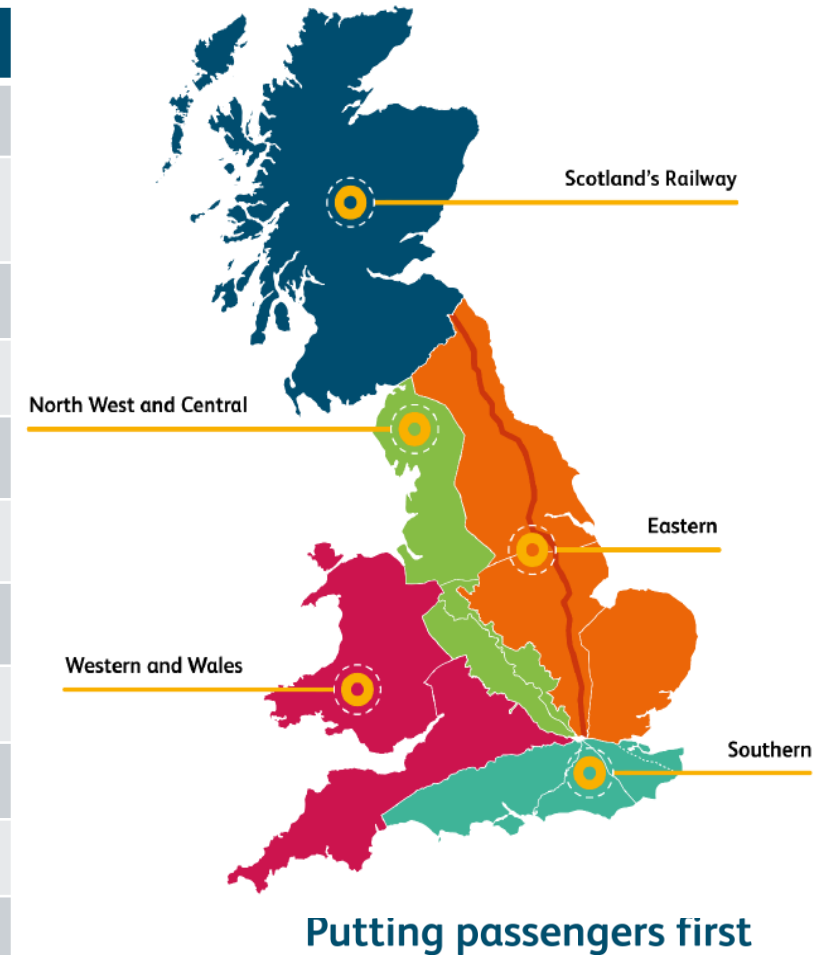 Scotland's Railway
North West and Central
Eastern
Western and Wales
Southern
Putting passengers first